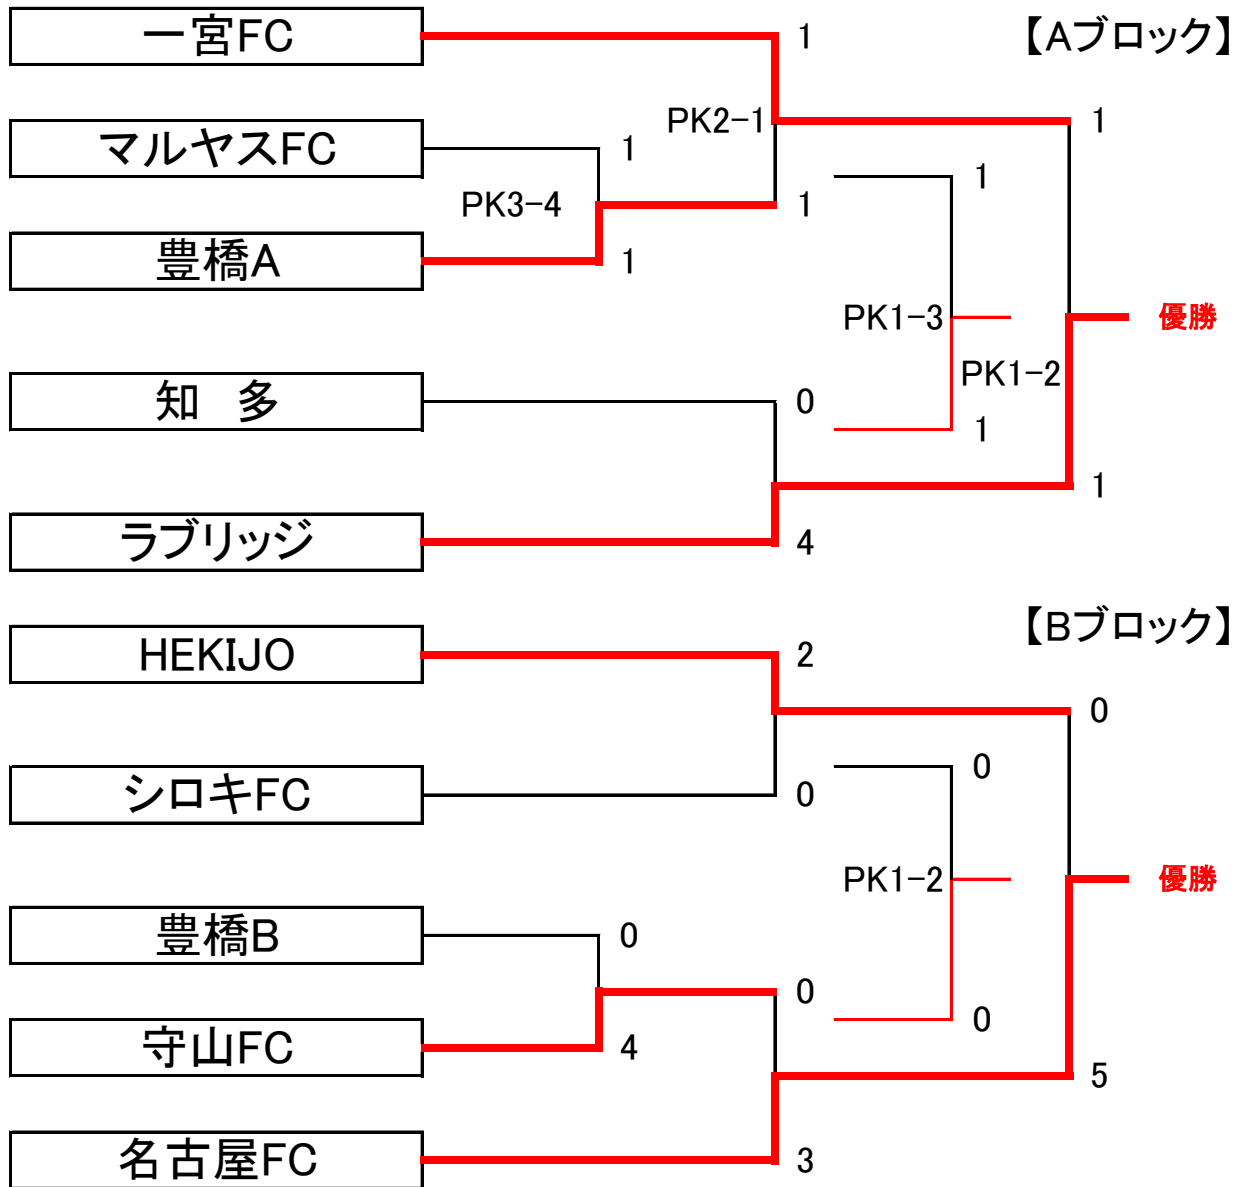 一宮FC
1
【Aブロック】
PK2-1
1
マルヤスFC
1
1
PK3-4
1
豊橋A
1
PK1-3
優勝
PK1-2
知　多
0
1
1
ラブリッジ
4
【Bブロック】
HEKIJO
2
0
シロキFC
0
0
PK1-2
優勝
豊橋B
0
0
0
守山FC
4
5
名古屋FC
3